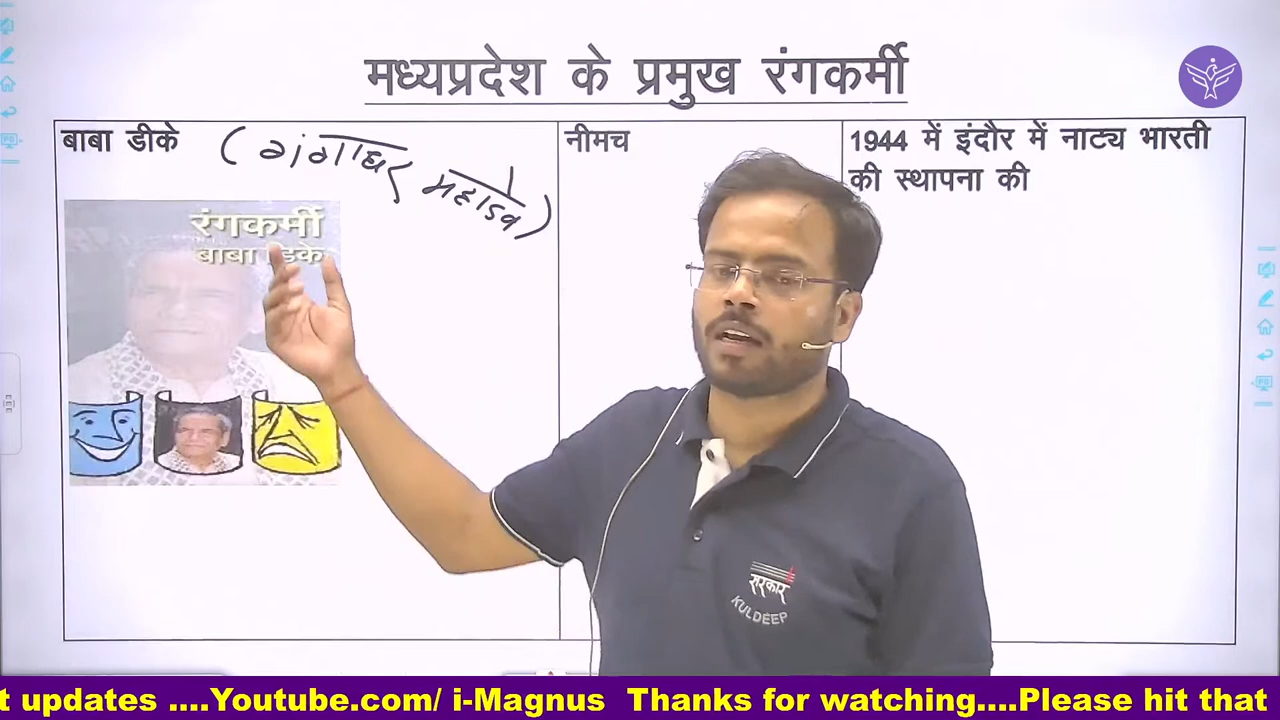 मध्यप्रदेश के प्रमुख रंगकर्मी
बाबा डीके
(गंगाधर महादेव)
नीमच
1944 में इंदौर में नाट्य भारती
की स्थापना की
रंगकर्मी
बाबा डिके
सरकार
KULDEEP
t updates ....Youtube.com/ i-Magnus Thanks for watching....Please hit that